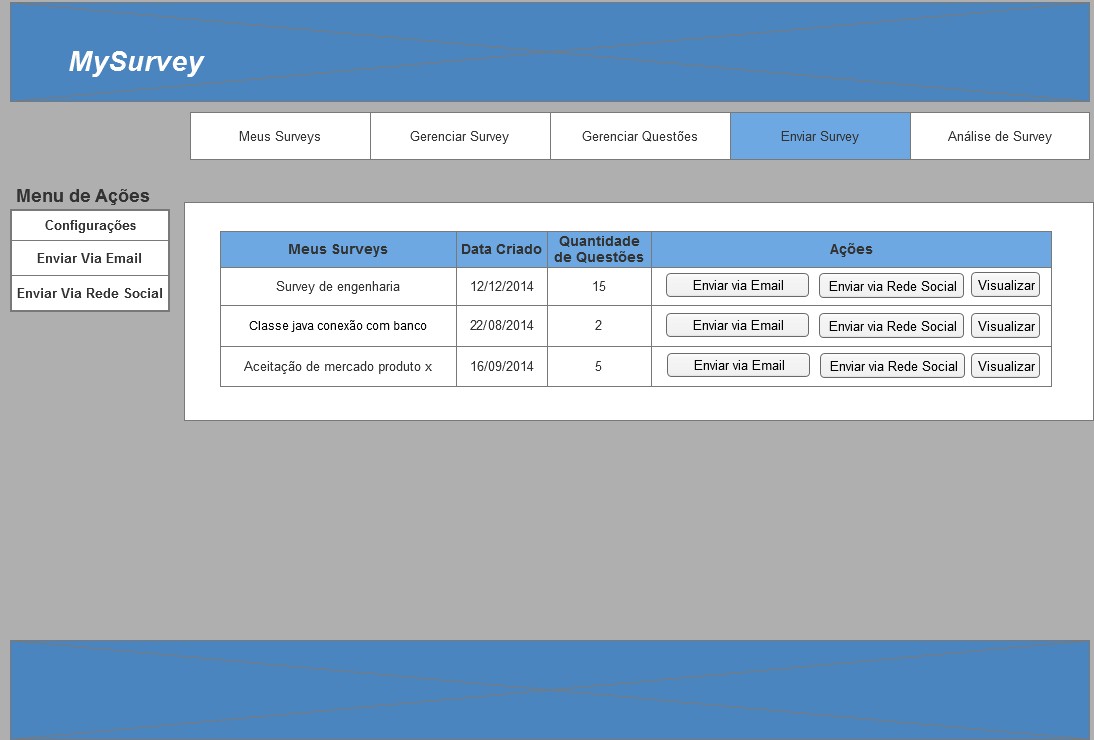 MySurvey
Meus Surveys Gerenciar Survey Gerenciar Questões Enviar Survey Análise de Survey
Menu de Ações
Configurações
Enviar Via Email
Enviar Via Rede Social
Meus Surveys Data Criado Quantidade de Questões Ações
Survey de engenharia 12/12/2014 15 Enviar via Email Enviar via Rede Social Visualizar
Classe java conexão com banco 22/08/2014 2 Enviar via Email Enviar via Rede Social Visualizar
Aceitação de mercado produto x 16/09/2014 5 Enviar via Email Enviar via Rede Social Visualizar